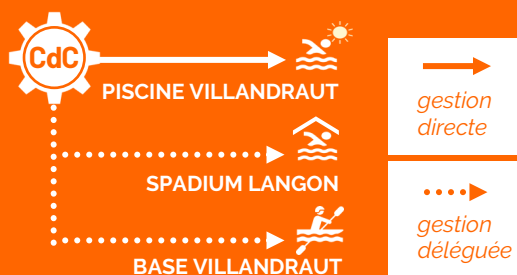 CdC
PISCINE VILLANDRAUT
SPADIUM LANGON
BASE VILLANDRAUT
gestion
directe
gestion
déléguée